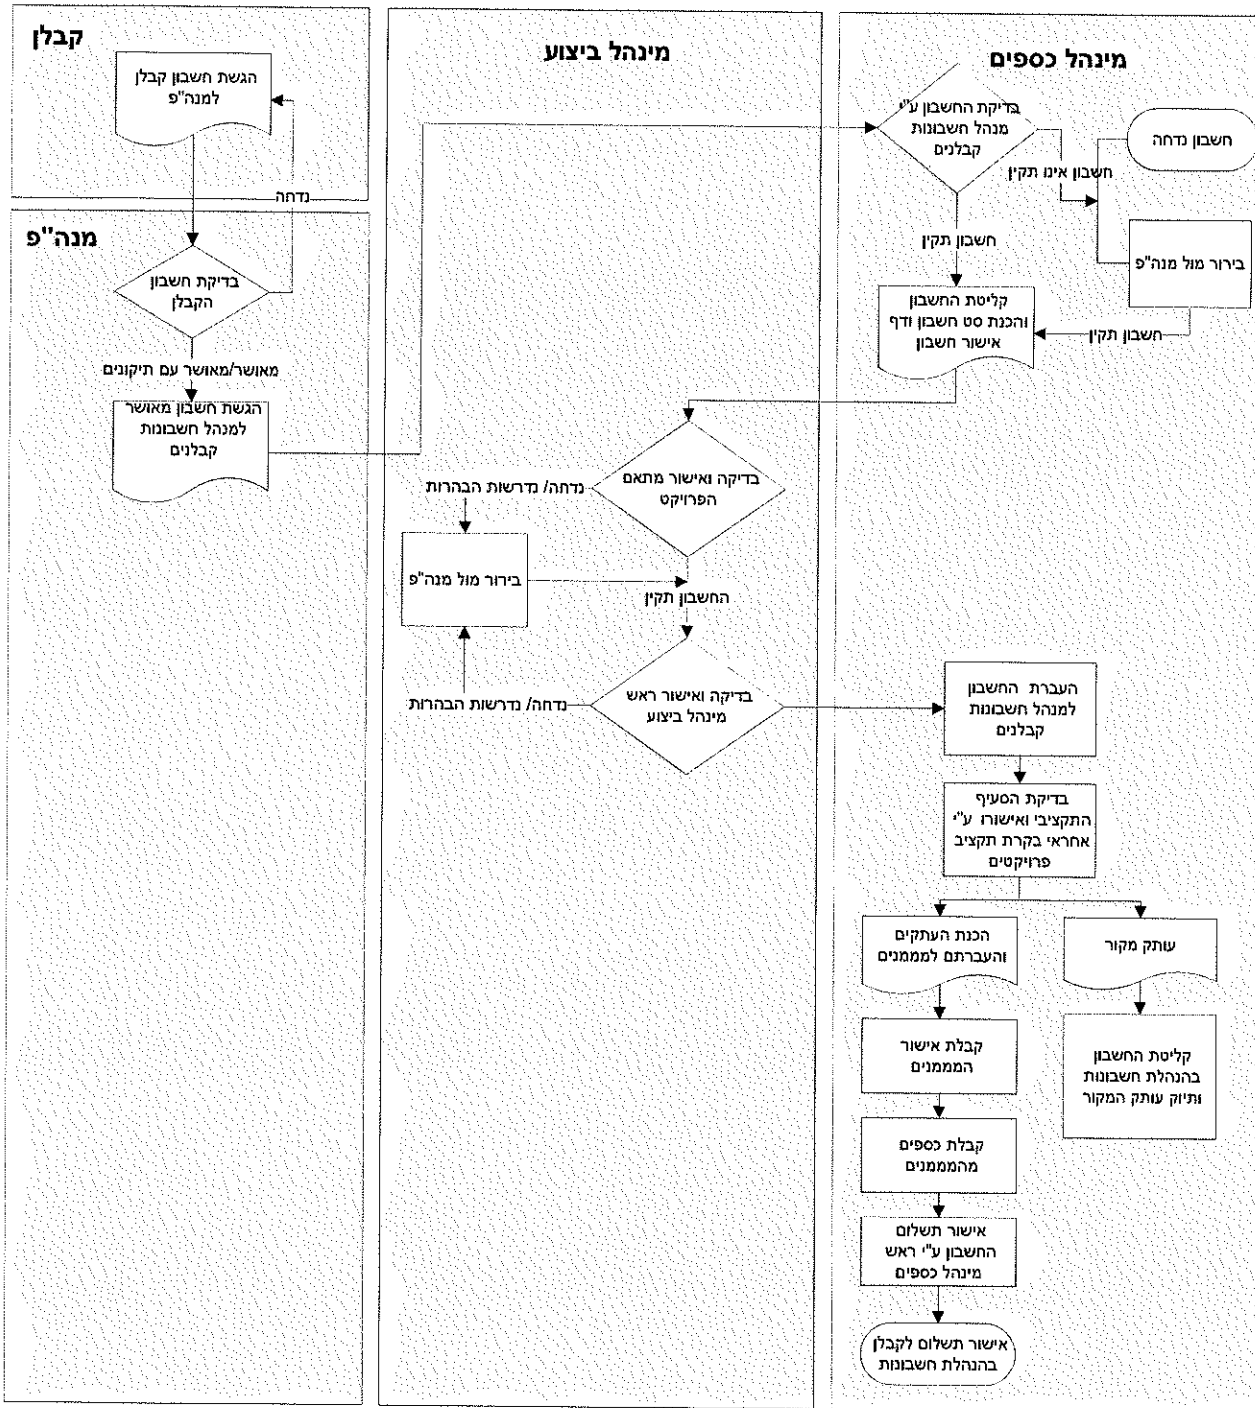 קבלן
הגשת חשבון קבלן
למנה"פ
נדחה
מנה"פ
בדיקת חשבון
הקבלן
מאושר/מאושר עם תיקונים
הגשת חשבון מאושר
למנהל חשבונות
קבלנים
מינהל ביצוע
בדיקה ואישור מתאם
הפרויקט
נדחה/ נדרשות הבהרות
בירור מול מנה"פ
החשבון תקין
בדיקה ואישור ראש
מינהל ביצוע
נדחה/ נדרשות הבהרות
מינהל כספים
בדיקת החשבון ע"י
מנהל חשבונות
קבלנים
חשבון נדחה
חשבון אינו תקין
בירור מול מנה"פ
חשבון תקין
קליטת החשבון
והכנת סט חשבון ודף
אישור חשבון
חשבון תקין
העברת החשבון
למנהל חשבונות
קבלנים
בדיקת הסעיף
התקציבי ואישורו ע"י
אחראי בקרת תקציב
פרויקטים
הכנת העתקים
והעברתם למממנים
עותק מקור
קבלת אישור
המממנים
קליטת החשבון
בהנהלת חשבונות
ותיוק עותק המקור
קבלת כספים
מהמממנים
אישור תשלום
החשבון ע"י ראש
מינהל כספים
אישור תשלום לקבלן
בהנהלת חשבונות